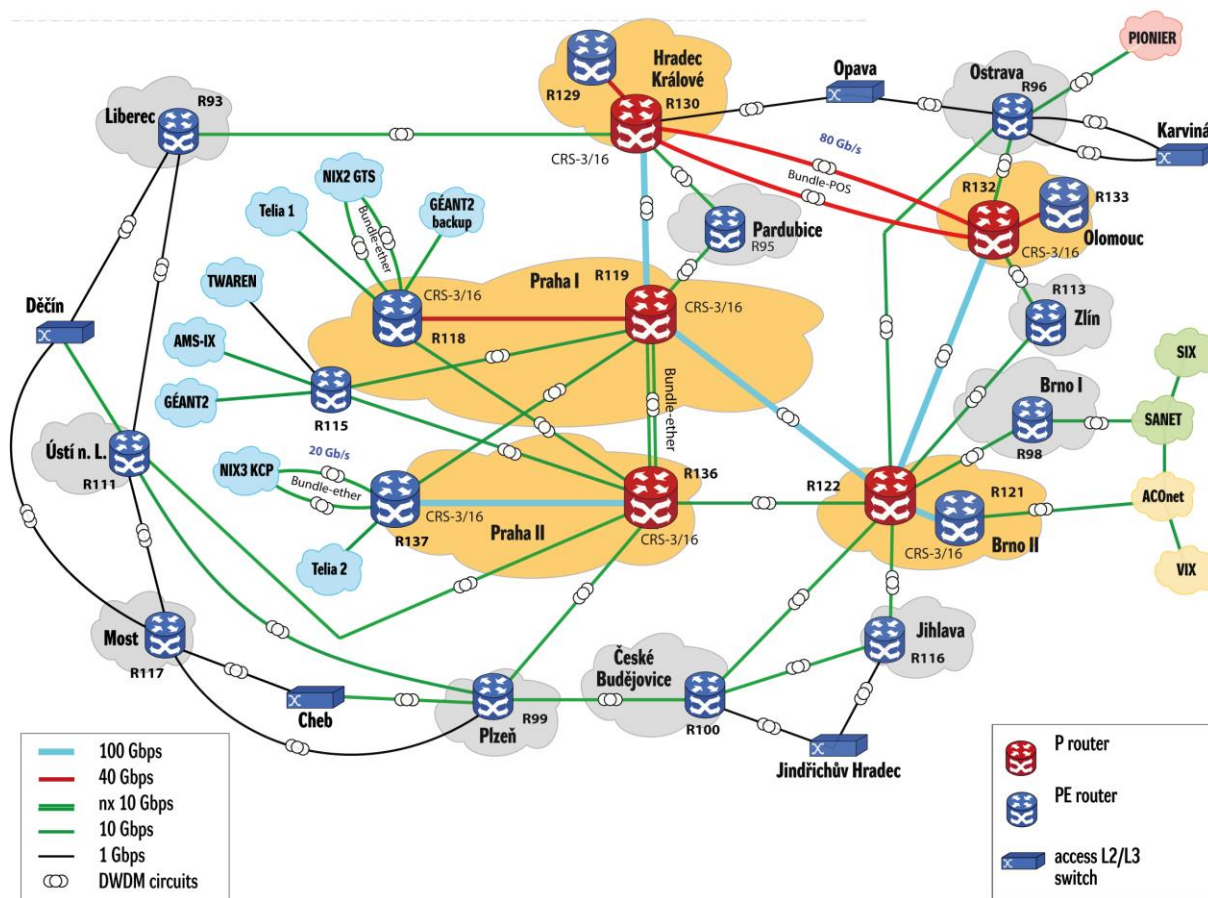 PIONIER
Hradec
Králové
R129
R130
CRS-3/16
Opava
Ostrava
R96
Karviná
R93
Liberec
80 Gb/s
Bundle-POS
R132
R133
Olomouc
CRS-3/16
NIX2 GTS
Bundle-ether
Telia 1
GÉANT2
backup
Pardubice
R95
TWAREN
Praha I
R119
CRS-3/16
CRS-3/16
R118
R113
Zlín
Děčín
AMS-IX
GÉANT2
R115
Bundle-ether
SIX
Brno I
R98
SANET
Ústí n. L.
R111
NIX3 KCP
20 Gb/s
Bundle-ether
CRS-3/16
R137
Praha II
R136
CRS-3/16
R122
R121
CRS-3/16
Brno II
ACOnet
Telia 2
VIX
Most
R117
Cheb
R99
Plzeň
České
Budějovice
R100
Jihlava
R116
Jindřichův Hradec
100 Gbps
40 Gbps
nx 10 Gbps
10 Gbps
1 Gbps
DWDM circuits
P router
PE router
access L2/L3
switch